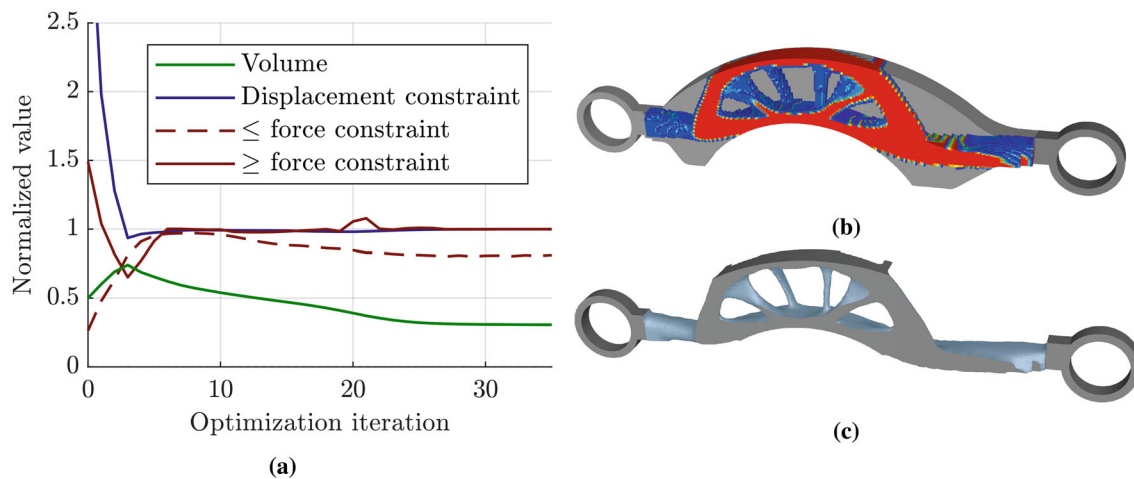 2.5
2
1.5
1
0.5
0
0
10
20
30
Normalized value
Optimization iteration
Volume
Displacement constraint
≤ force constraint
≥ force constraint
(a)
(b)
(c)